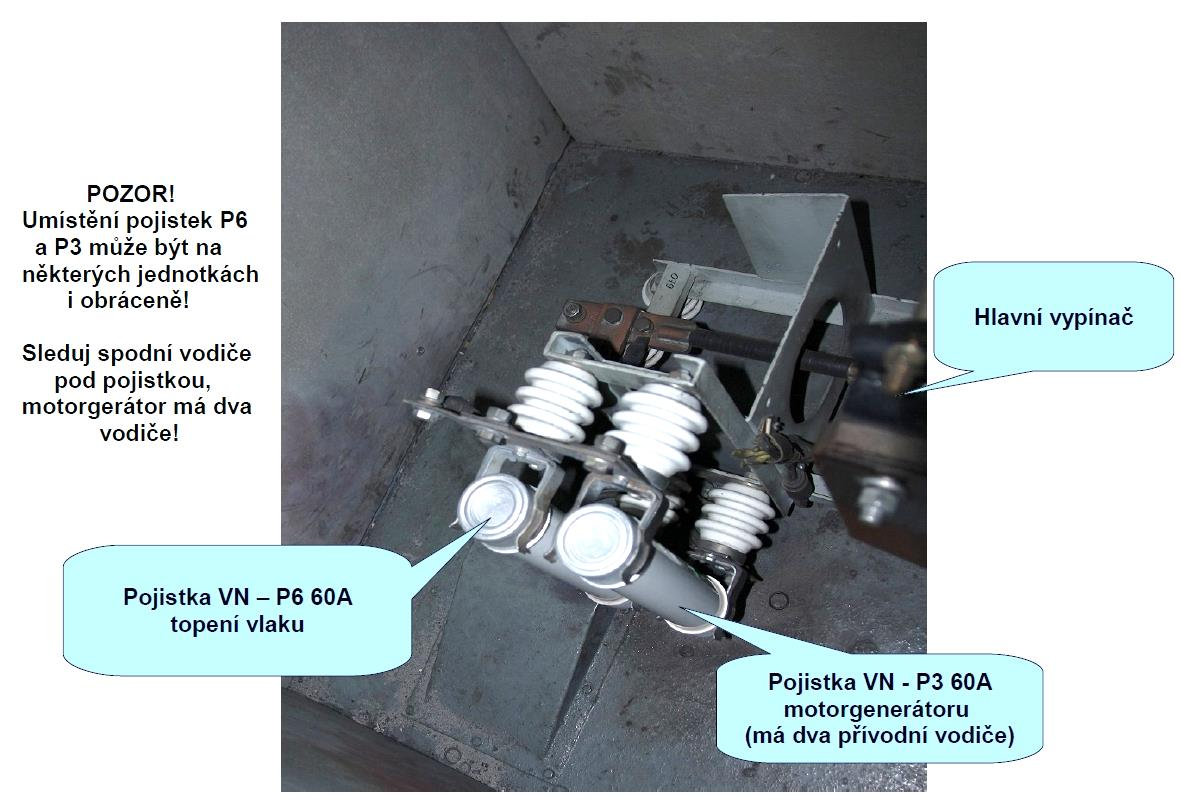 POZOR!
Umístění pojistek P6
a P3 může být na
některých jednotkách
i obráceně!
Sleduj spodní vodiče
pod pojistkou,
motorgerátor má dva
vodiče!
Hlavní vypínač
Pojistka VN – P6 60A
topení vlaku
Pojistka VN - P3 60A
motorgenerátoru
(má dva přívodní vodiče)